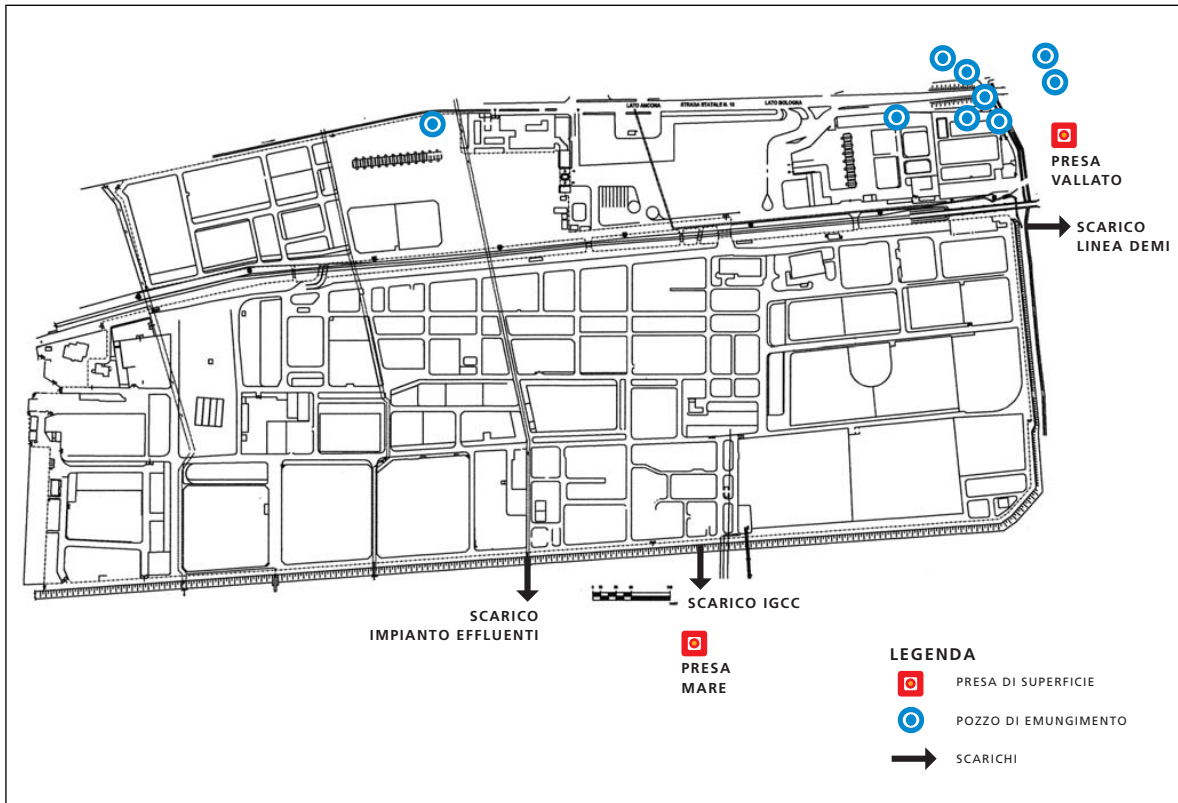 LATO ANCONA
STRADA STATALE N. 16
LATO BOLOGNA
PRESA
VALLATO
SCARICO
LINEA DEMI
SCARICO
IMPIANTO EFFLUENTI
SCARICO IGCC
PRESA
MARE
LEGENDA
PRESA DI SUPERFICIE
POZZO DI EMUNGIMENTO
SCARICHI